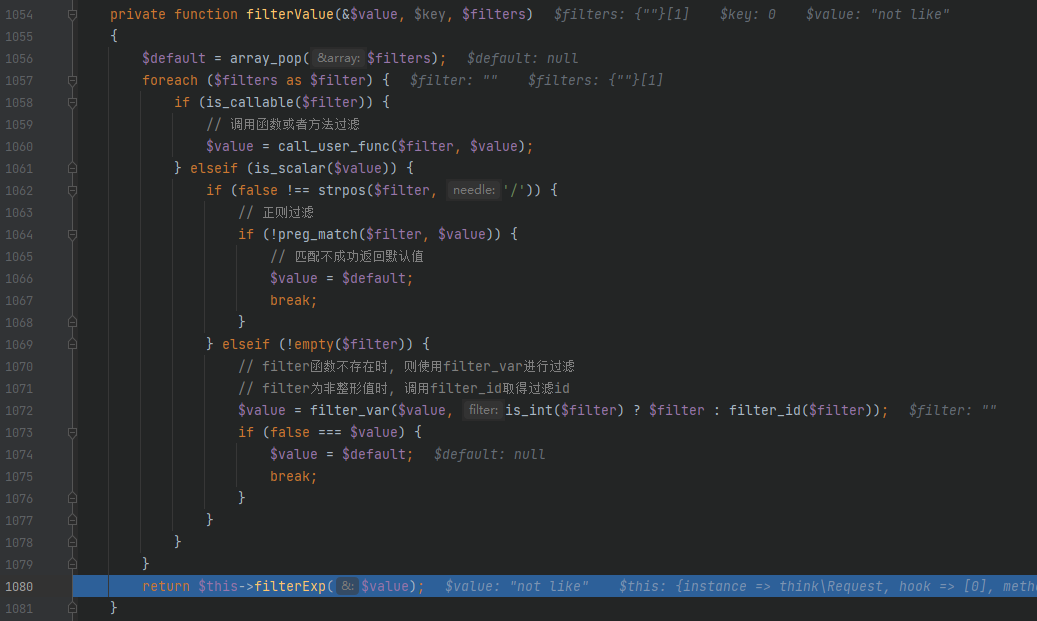 1054 private function filterValue(&$value, $key, $filters) $filters: {""}[1] $key: 0 $value: "not like"
1055 {
1056 $default = array_pop( &array: $filters); $default: null
1057 foreach ($filters as $filter) { $filter: "" $filters: {""}[1]
1058 if (is_callable($filter)) {
1059 // 调用函数或者方法过滤
1060 $value = call_user_func($filter, $value);
1061 } elseif (is_scalar($value)) {
1062 if (false !== strpos($filter, needle: '/')) {
1063 // 正则过滤
1064 if (!preg_match($filter, $value)) {
1065 // 匹配不成功返回默认值
1066 $value = $default;
1067 break;
1068 }
1069 } elseif (!empty($filter)) {
1070 // filter函数不存在时, 则使用filter_var进行过滤
1071 // filter为非整形值时, 调用filter_id取得过滤id
1072 $value = filter_var($value, filter: is_int($filter) ? $filter : filter_id($filter)); $filter: ""
1073 if (false === $value) {
1074 $value = $default; $default: null
1075 break;
1076 }
1077 }
1078 }
1079 }
1080 return $this->filterExp( &: $value); $value: "not like" $this: {instance => think\Request, hook => [0], meth
1081 }